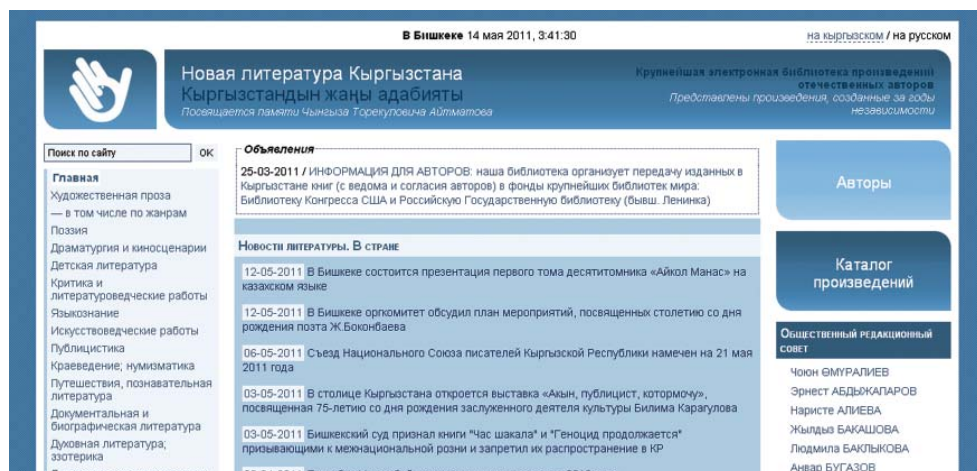 В Бишкеке 14 мая 2011, 3:41:30
на кыргызском / на русском
Новая литература Кыргызстана
Кыргызстандын жаңы адабияты
Посвящается памяти Чынгыза Торекуловича Айтматова
Крупнейшая электронная библиотека произведений
отечественных авторов
Представлены произведения, созданные за годы
независимости
Поиск по сайту
OK
Главная
Художественная проза
— в том числе по жанрам
Поэзия
Драматургия и киносценарии
Детская литература
Критика и
литературоведческие работы
Языкознание
Искусствоведческие работы
Публицистика
Краеведение; нумизматика
Путешествия, познавательная
литература
Документальная и
биографическая литература
Духовная литература;
эзотерика
Объявления
25-03-2011 / ИНФОРМАЦИЯ ДЛЯ АВТОРОВ: наша библиотека организует передачу изданных в
Кыргызстане книг (с ведома и согласия авторов) в фонды крупнейших библиотек мира:
Библиотеку Конгресса США и Российскую Государственную библиотеку (бывш. Ленинка)
Новости литературы. В стране
12-05-2011 В Бишкеке состоится презентация первого тома десятитомника «Айкол Манас» на
казахском языке
12-05-2011 В Бишкеке оргкомитет обсудил план мероприятий, посвященных столетию со дня
рождения поэта Ж.Боконбаева
06-05-2011 Съезд Национального Союза писателей Кыргызской Республики намечен на 21 мая
2011 года
03-05-2011 В столице Кыргызстана откроется выставка «Акын, публицист, котормочу»,
посвященная 75-летию со дня рождения заслуженного деятеля культуры Билима Карагулова
03-05-2011 Бишкекский суд признал книги "Час шакала" и "Геноцид продолжается"
призывающими к межнациональной розни и запретил их распространение в КР
Авторы
Каталог
произведений
Общественный редакционный
совет
Чоюн ӨМҮРАЛИЕВ
Эрнест АБДЫЖАПАРОВ
Наристе АЛИЕВА
Жылдыз БАКАШОВА
Людмила БАКЛЫКОВА
Анвар БУГАЗОВ